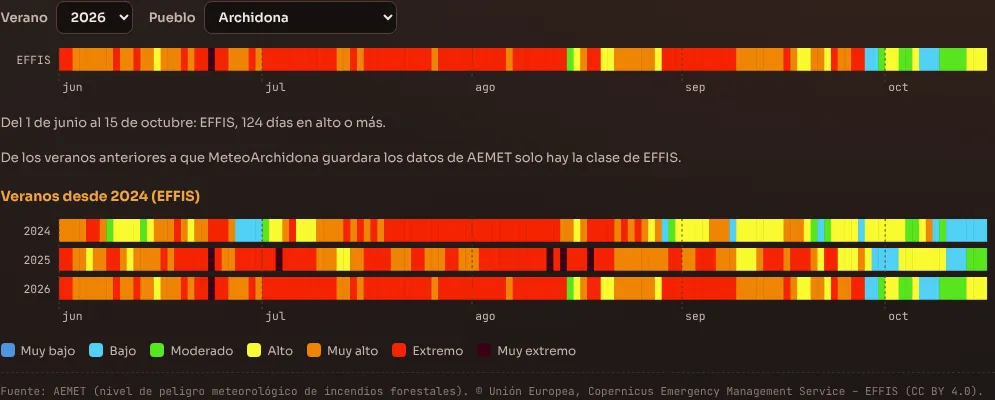 Verano 2026 Pueblo Archidona
EFFIS
jun jul ago sep oct
Del 1 de junio al 15 de octubre: EFFIS, 124 días en alto o más.
De los veranos anteriores a que MeteoArchidona guardara los datos de AEMET solo hay la clase de EFFIS.
Veranos desde 2024 (EFFIS)
2024
2025
2026
jun jul ago sep oct
Muy bajo Bajo Moderado Alto Muy alto Extremo Muy extremo
Fuente: AEMET (nivel de peligro meteorológico de incendios forestales). © Unión Europea, Copernicus Emergency Management Service – EFFIS (CC BY 4.0).